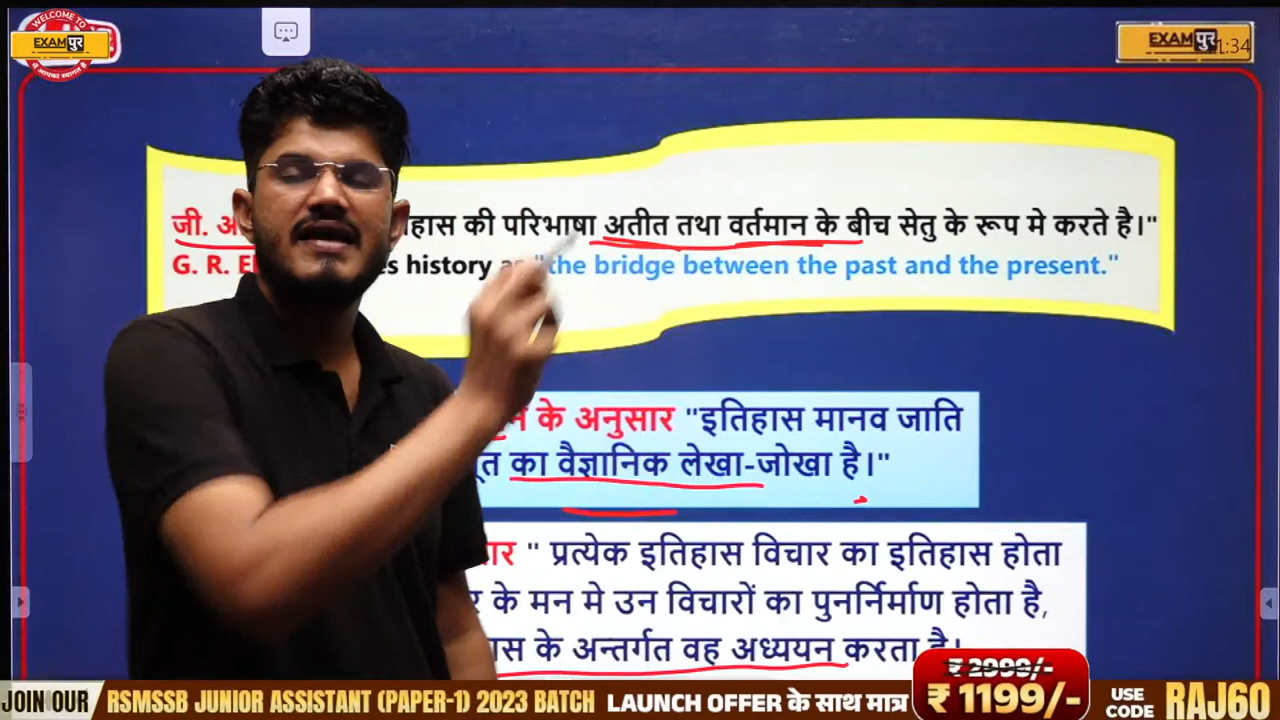 WELCOME TO
EXAMपुर
में आपका स्वागत है
EXAMपुर
1:34
जी. की परिभाषा अतीत तथा वर्तमान के बीच सेतु के रूप मे करते है।"
G. R. history "the bridge between the past and the present."
के अनुसार "इतिहास मानव जाति
का वैज्ञानिक लेखा-जोखा है।"
" प्रत्येक इतिहास विचार का इतिहास होता
के मन मे उन विचारों का पुनर्निर्माण होता है,
के अन्तर्गत वह अध्ययन करता है।
₹ 2999/-
JOIN OUR RSMSSB JUNIOR ASSISTANT (PAPER-1) 2023 BATCH LAUNCH OFFER के साथ मात्र ₹ 1199/- USE CODE RAJ60